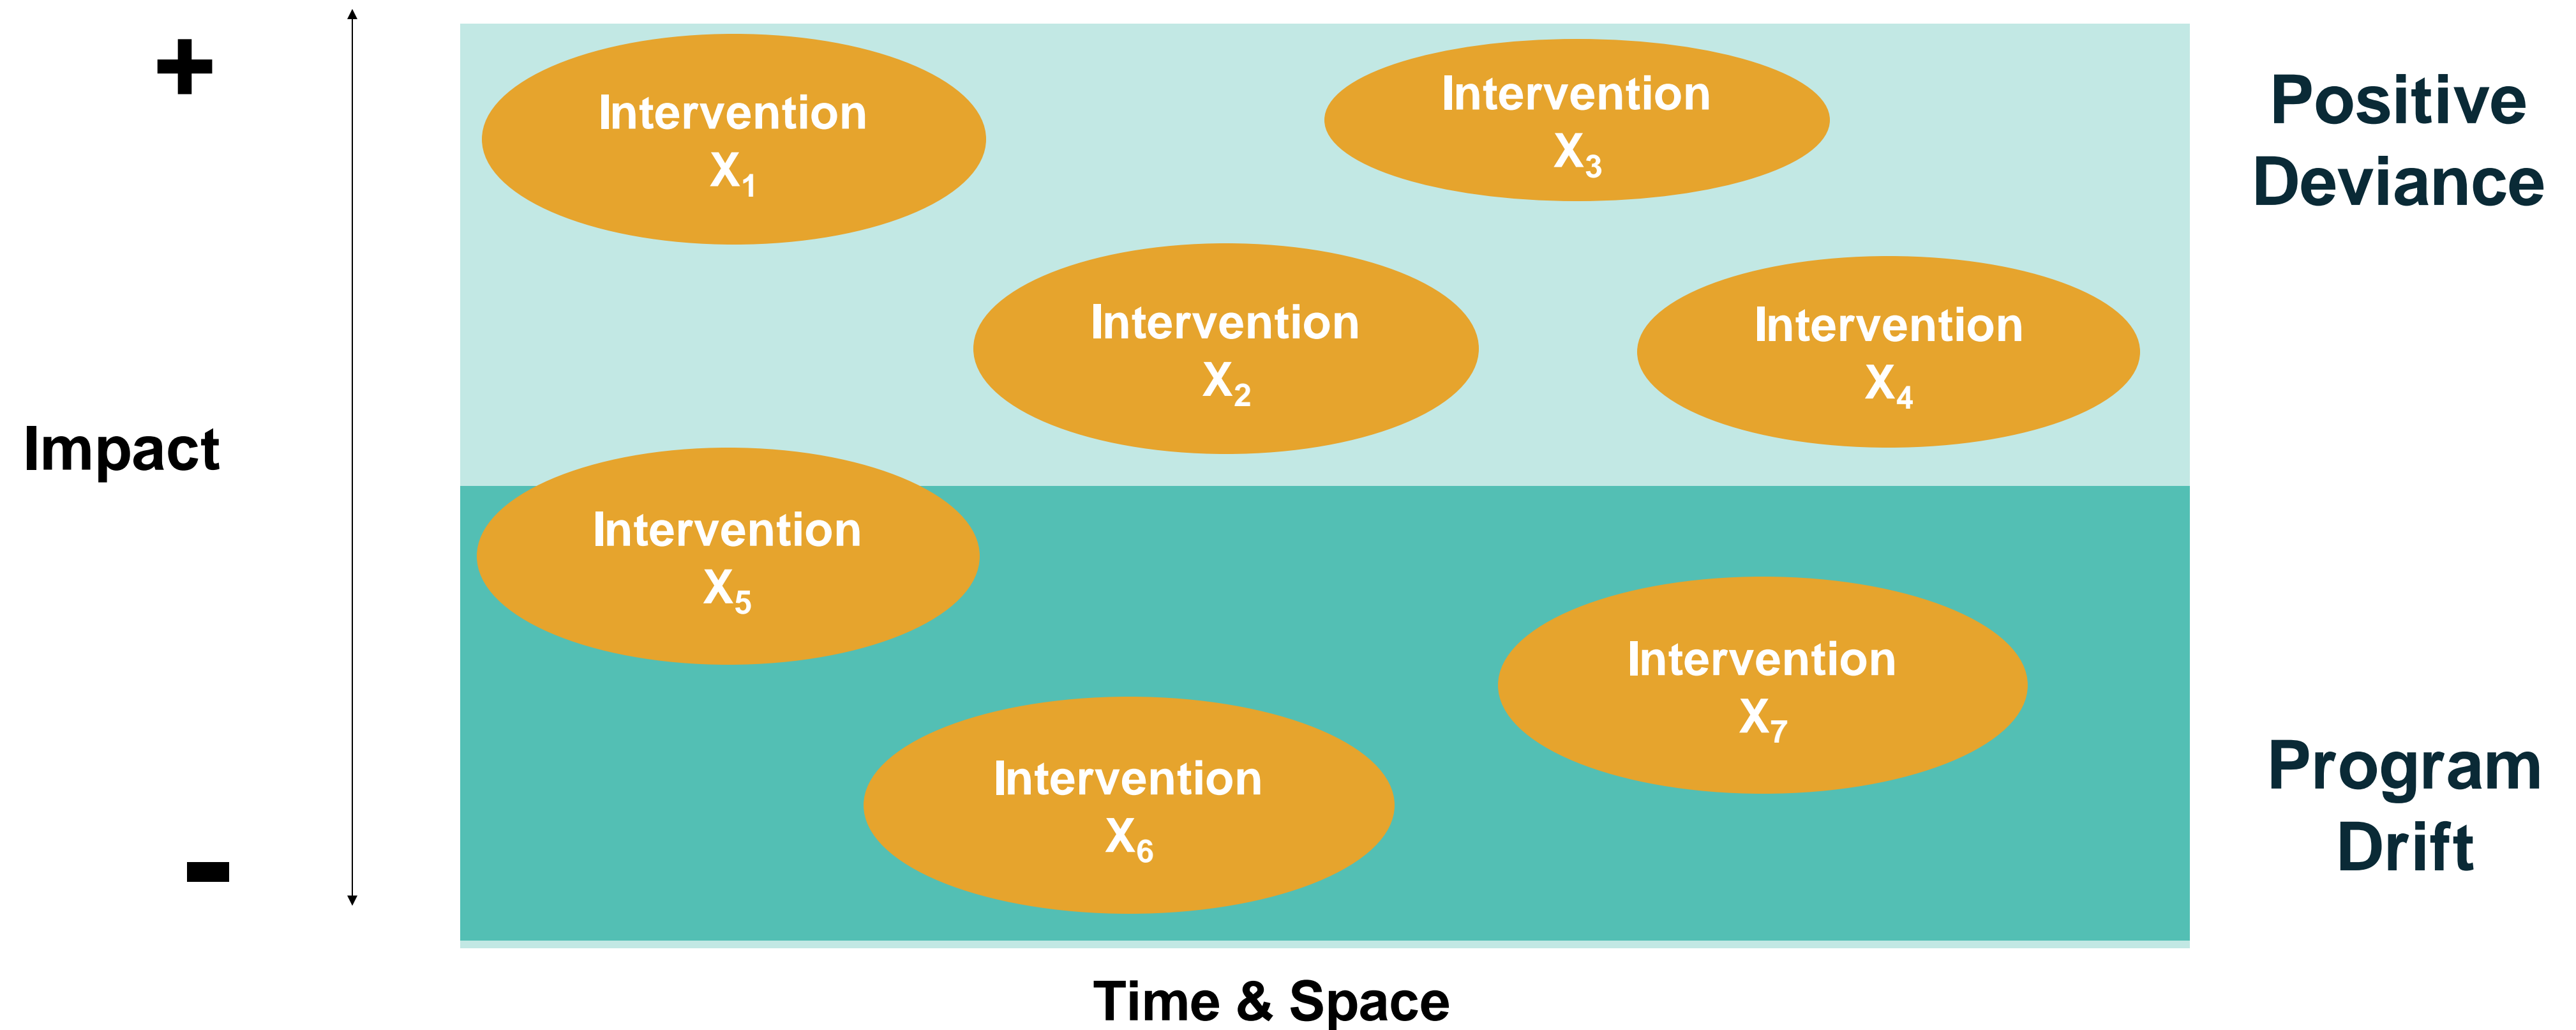 +
Intervention
X₁
Intervention
X₃
Positive
Deviance
Intervention
X₂
Intervention
X₄
Impact
Intervention
X₅
Intervention
X₇
Intervention
X₆
Program
Drift
-
Time & Space